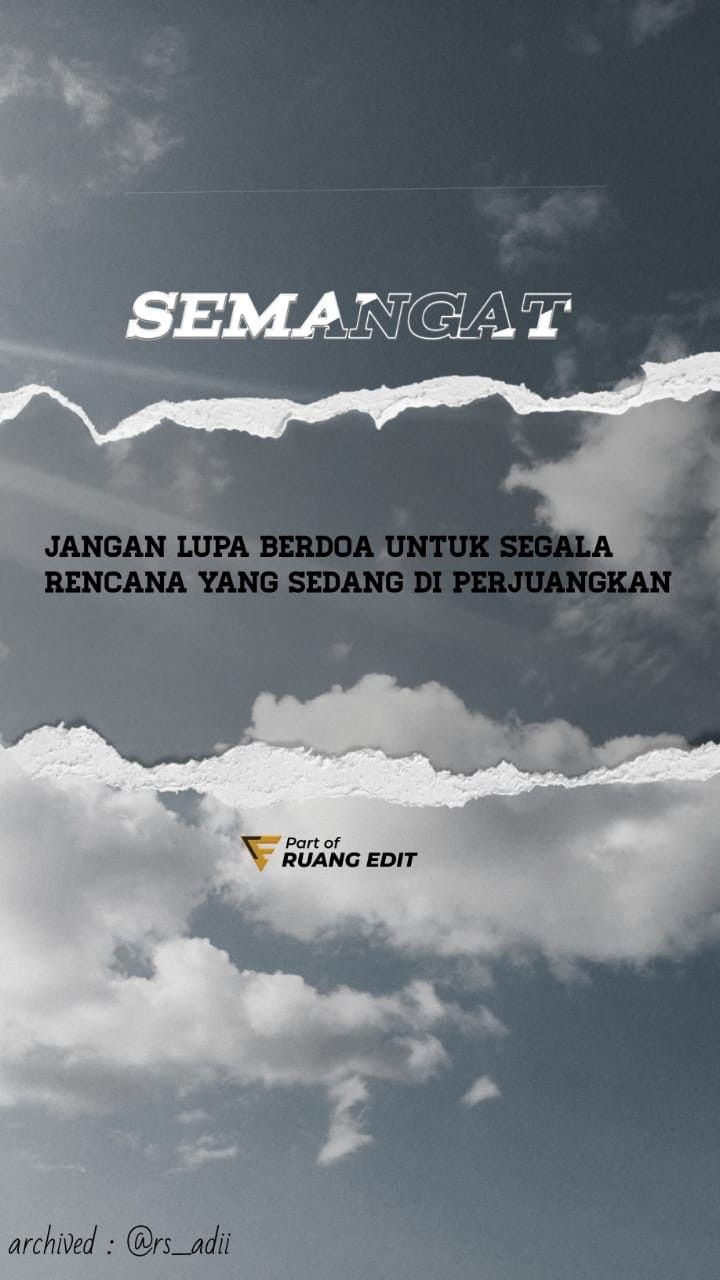 SEMANGAT
JANGAN LUPA BERDOA UNTUK SEGALA
RENCANA YANG SEDANG DI PERJUANGKAN
Part of
RUANG EDIT
archived : @rs_adii